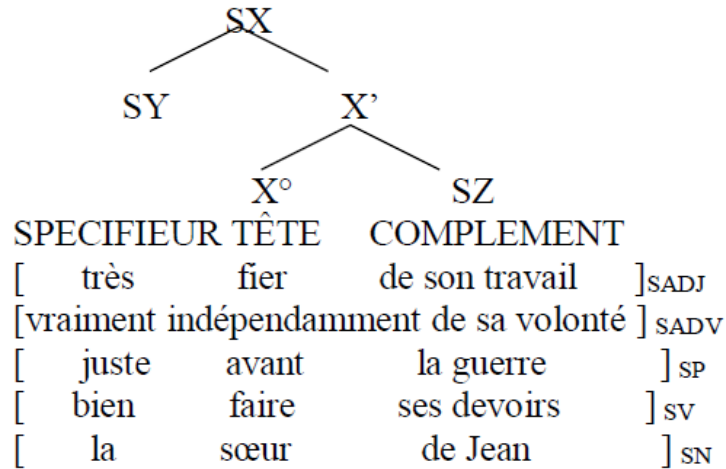 SX
SY X’
X° SZ
SPECIFIEUR TÊTE COMPLEMENT
[ très fier de son travail ]SADJ
[vraiment indépendamment de sa volonté ] SADV
[ juste avant la guerre ] SP
[ bien faire ses devoirs ] SV
[ la sœur de Jean ] SN